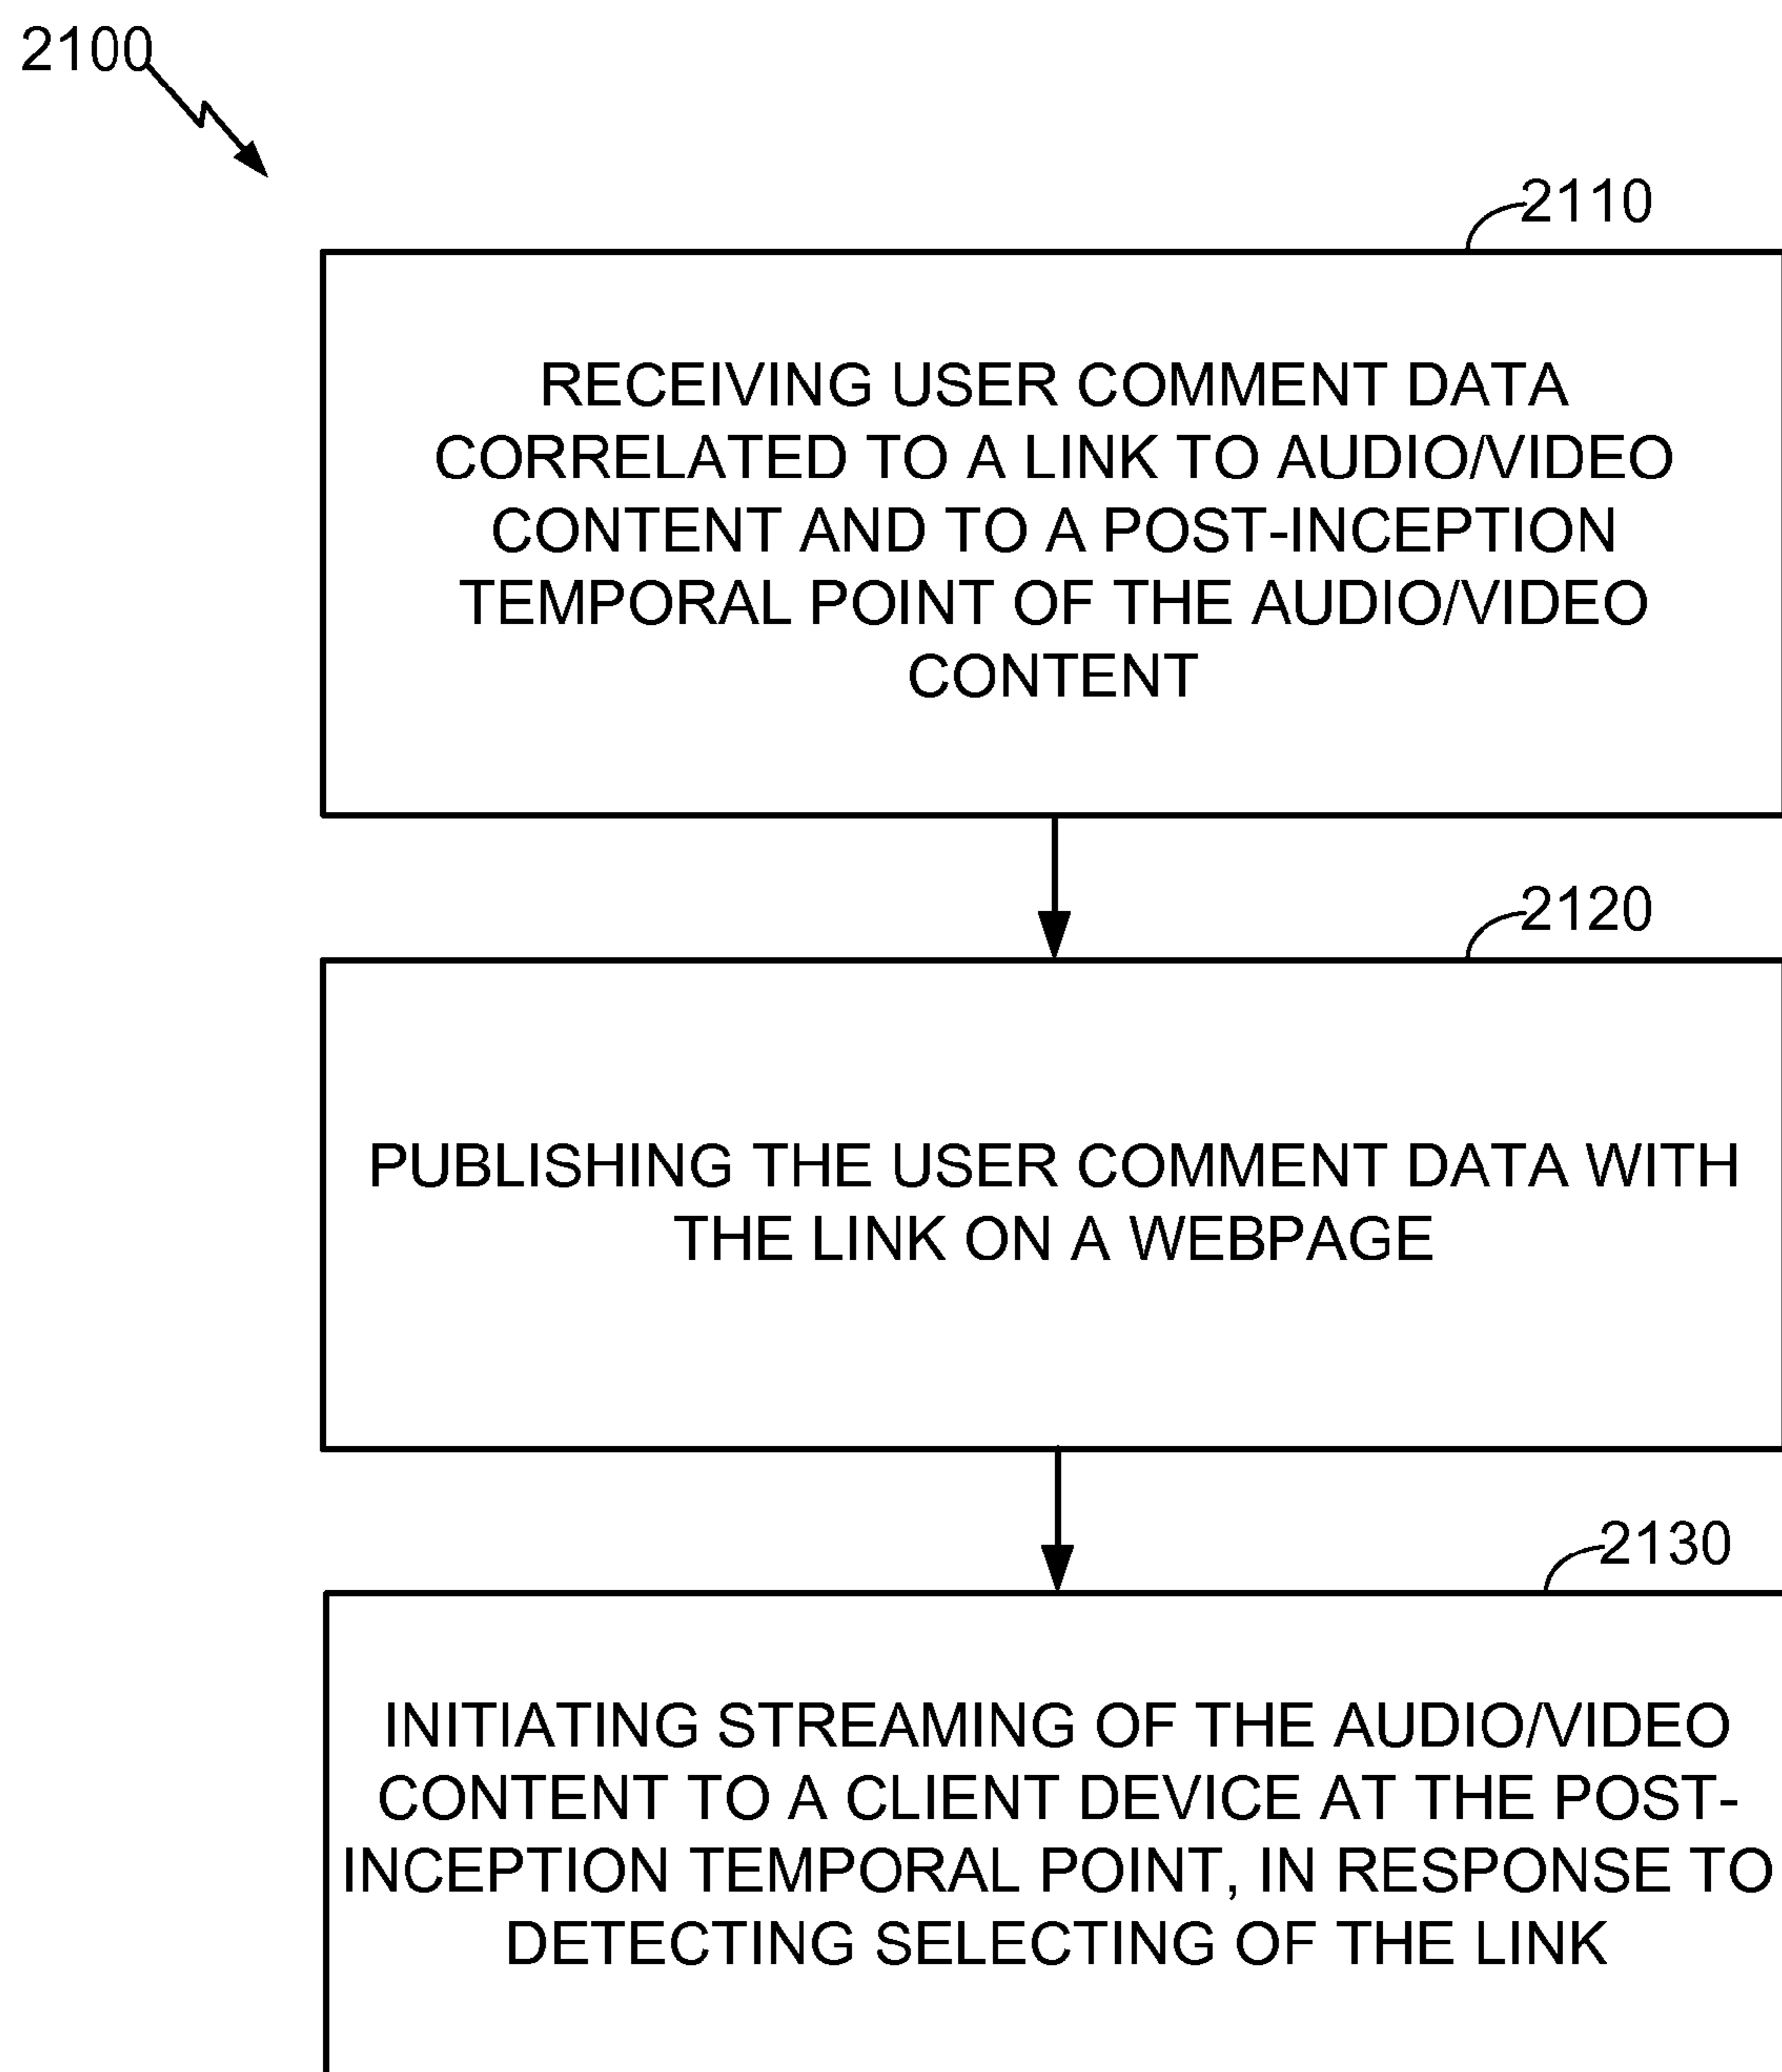 2100
2110
RECEIVING USER COMMENT DATA
CORRELATED TO A LINK TO AUDIO/VIDEO
CONTENT AND TO A POST-INCEPTION
TEMPORAL POINT OF THE AUDIO/VIDEO
CONTENT
2120
PUBLISHING THE USER COMMENT DATA WITH
THE LINK ON A WEBPAGE
2130
INITIATING STREAMING OF THE AUDIO/VIDEO
CONTENT TO A CLIENT DEVICE AT THE POST-
INCEPTION TEMPORAL POINT, IN RESPONSE TO
DETECTING SELECTING OF THE LINK